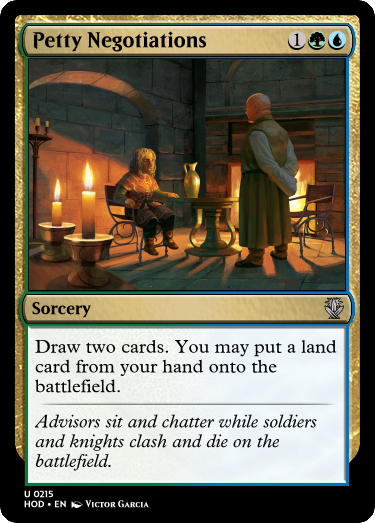 Petty Negotiations 1
Sorcery
Draw two cards. You may put a land
card from your hand onto the
battlefield.
Advisors sit and chatter while soldiers
and knights clash and die on the
battlefield.
U 0215
HOD • EN Victor Garcia